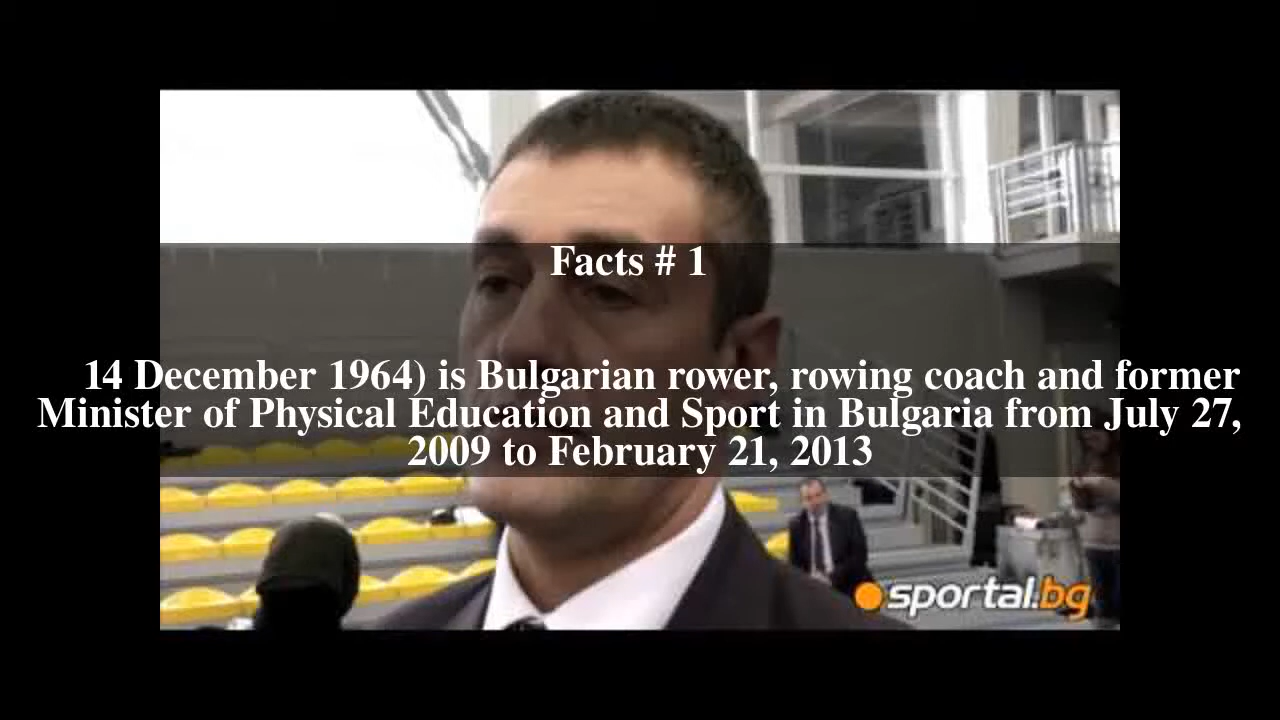 Facts # 1
14 December 1964) is Bulgarian rower, rowing coach and former
Minister of Physical Education and Sport in Bulgaria from July 27,
2009 to February 21, 2013
sportal.bg